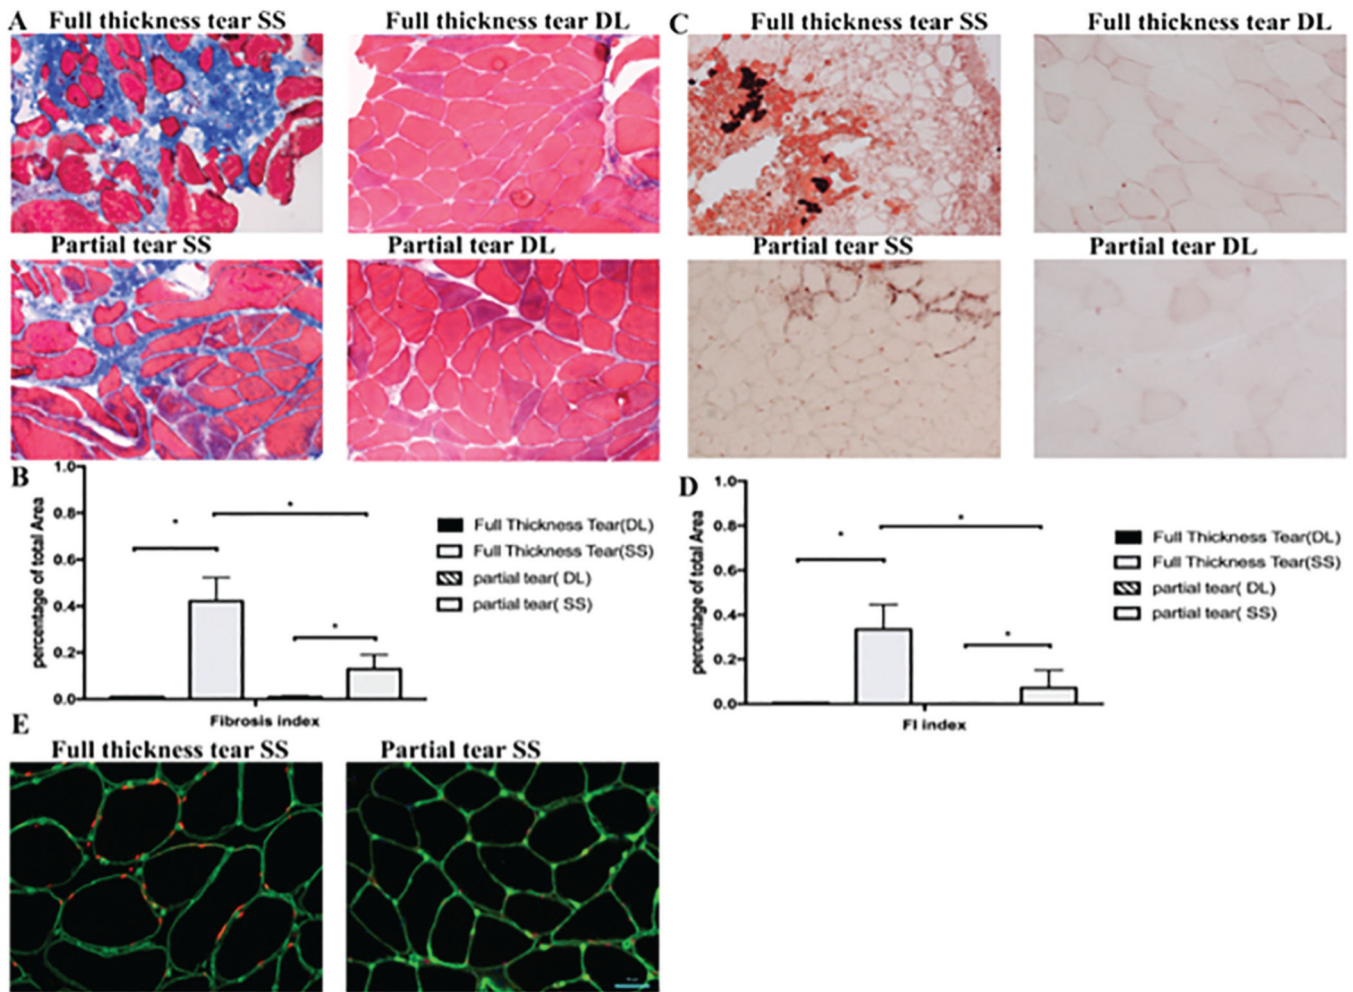 A Full thickness tear SS Full thickness tear DL
Partial tear SS Partial tear DL
C Full thickness tear SS Full thickness tear DL
Partial tear SS Partial tear DL
B
percentage of total Area
1.0
0.8
0.6
0.4
0.2
0.0
*
*
*
Fibrosis index
Full Thickness Tear(DL)
Full Thickness Tear(SS)
partial tear( DL)
partial tear( SS)
D
percentage of total Area
1.0
0.8
0.6
0.4
0.2
0.0
*
*
*
FI index
Full Thickness Tear(DL)
Full Thickness Tear(SS)
partial tear( DL)
partial tear( SS)
E
Full thickness tear SS Partial tear SS